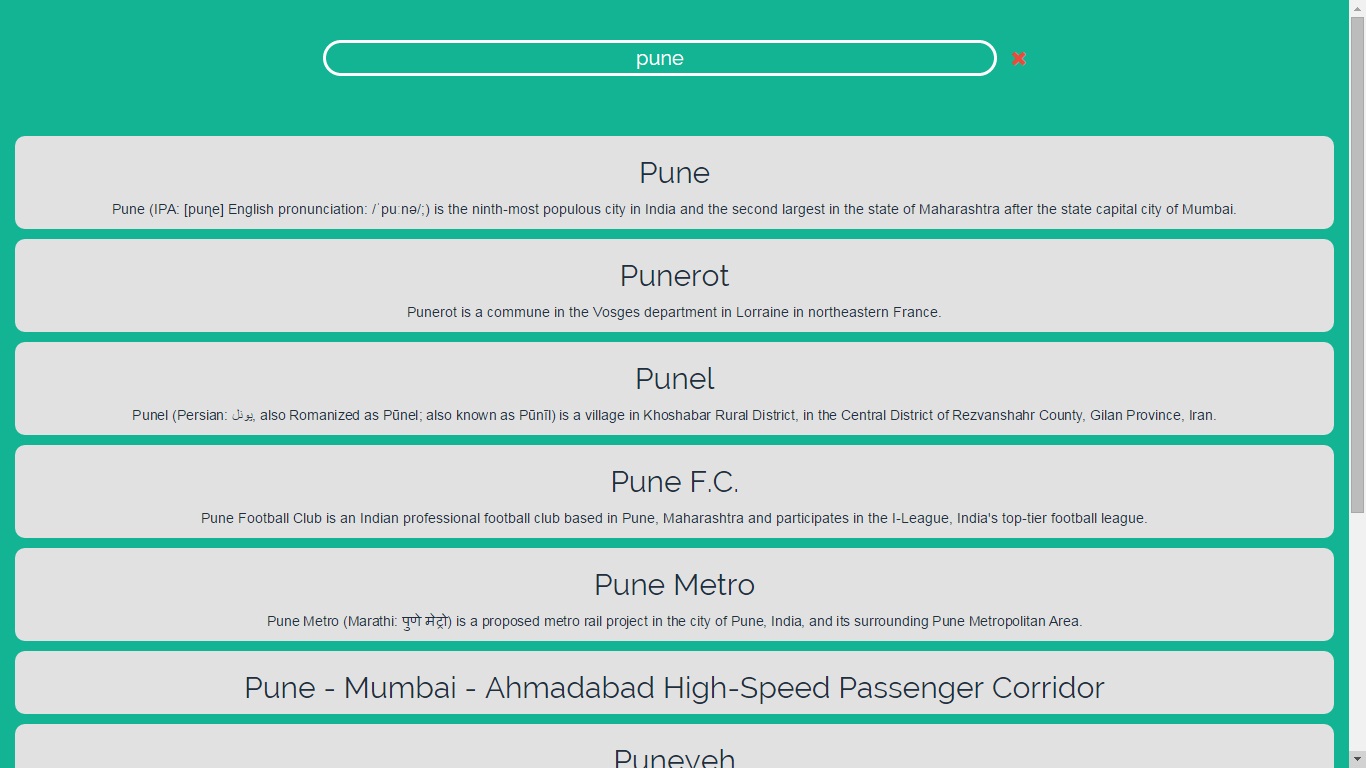 pune
Pune
Pune (IPA: [puɳe] English pronunciation: /ˈpuːnə/;) is the ninth-most populous city in India and the second largest in the state of Maharashtra after the state capital city of Mumbai.
Punerot
Punerot is a commune in the Vosges department in Lorraine in northeastern France.
Punel
Punel (Persian: پونل, also Romanized as Pūnel; also known as Pūnīl) is a village in Khoshabar Rural District, in the Central District of Rezvanshahr County, Gilan Province, Iran.
Pune F.C.
Pune Football Club is an Indian professional football club based in Pune, Maharashtra and participates in the I-League, India's top-tier football league.
Pune Metro
Pune Metro (Marathi: पुणे मेट्रो) is a proposed metro rail project in the city of Pune, India, and its surrounding Pune Metropolitan Area.
Pune - Mumbai - Ahmadabad High-Speed Passenger Corridor
Puneyeh